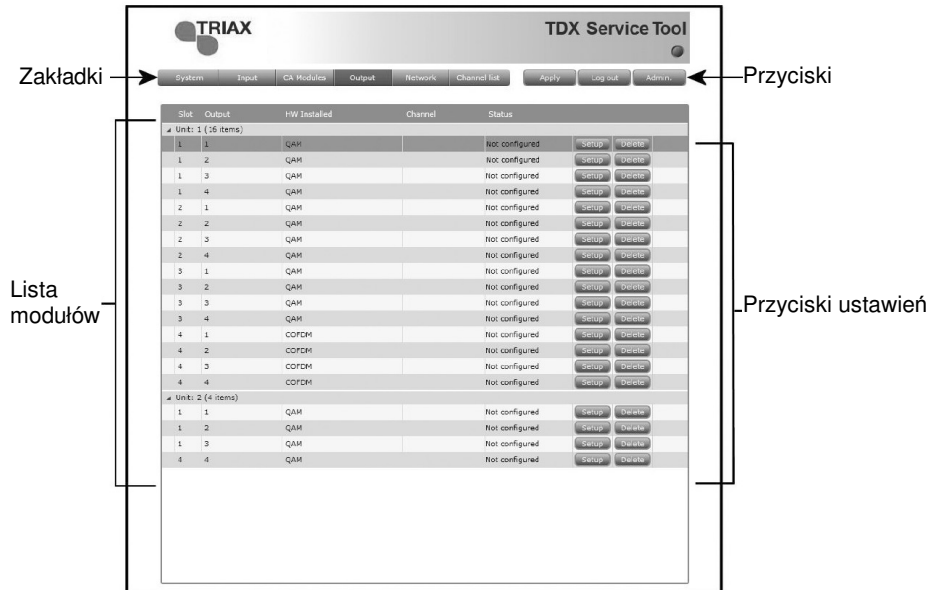 TRIAX
TDX Service Tool
Zakładki
System Input CA Modules Output Network Channel list Apply Log out Admin.
Przyciski
Slot Output HW Installed Channel Status
Unit: 1 (16 items)
1 1 QAM Not configured Setup Delete
1 2 QAM Not configured Setup Delete
1 3 QAM Not configured Setup Delete
1 4 QAM Not configured Setup Delete
2 1 QAM Not configured Setup Delete
2 2 QAM Not configured Setup Delete
2 3 QAM Not configured Setup Delete
2 4 QAM Not configured Setup Delete
3 1 QAM Not configured Setup Delete
3 2 QAM Not configured Setup Delete
Lista
modułów
Przyciski ustawień
3 3 QAM Not configured Setup Delete
3 4 QAM Not configured Setup Delete
4 1 COFDM Not configured Setup Delete
4 2 COFDM Not configured Setup Delete
4 3 COFDM Not configured Setup Delete
4 4 COFDM Not configured Setup Delete
Unit: 2 (4 items)
1 1 QAM Not configured Setup Delete
1 2 QAM Not configured Setup Delete
1 3 QAM Not configured Setup Delete
4 4 QAM Not configured Setup Delete